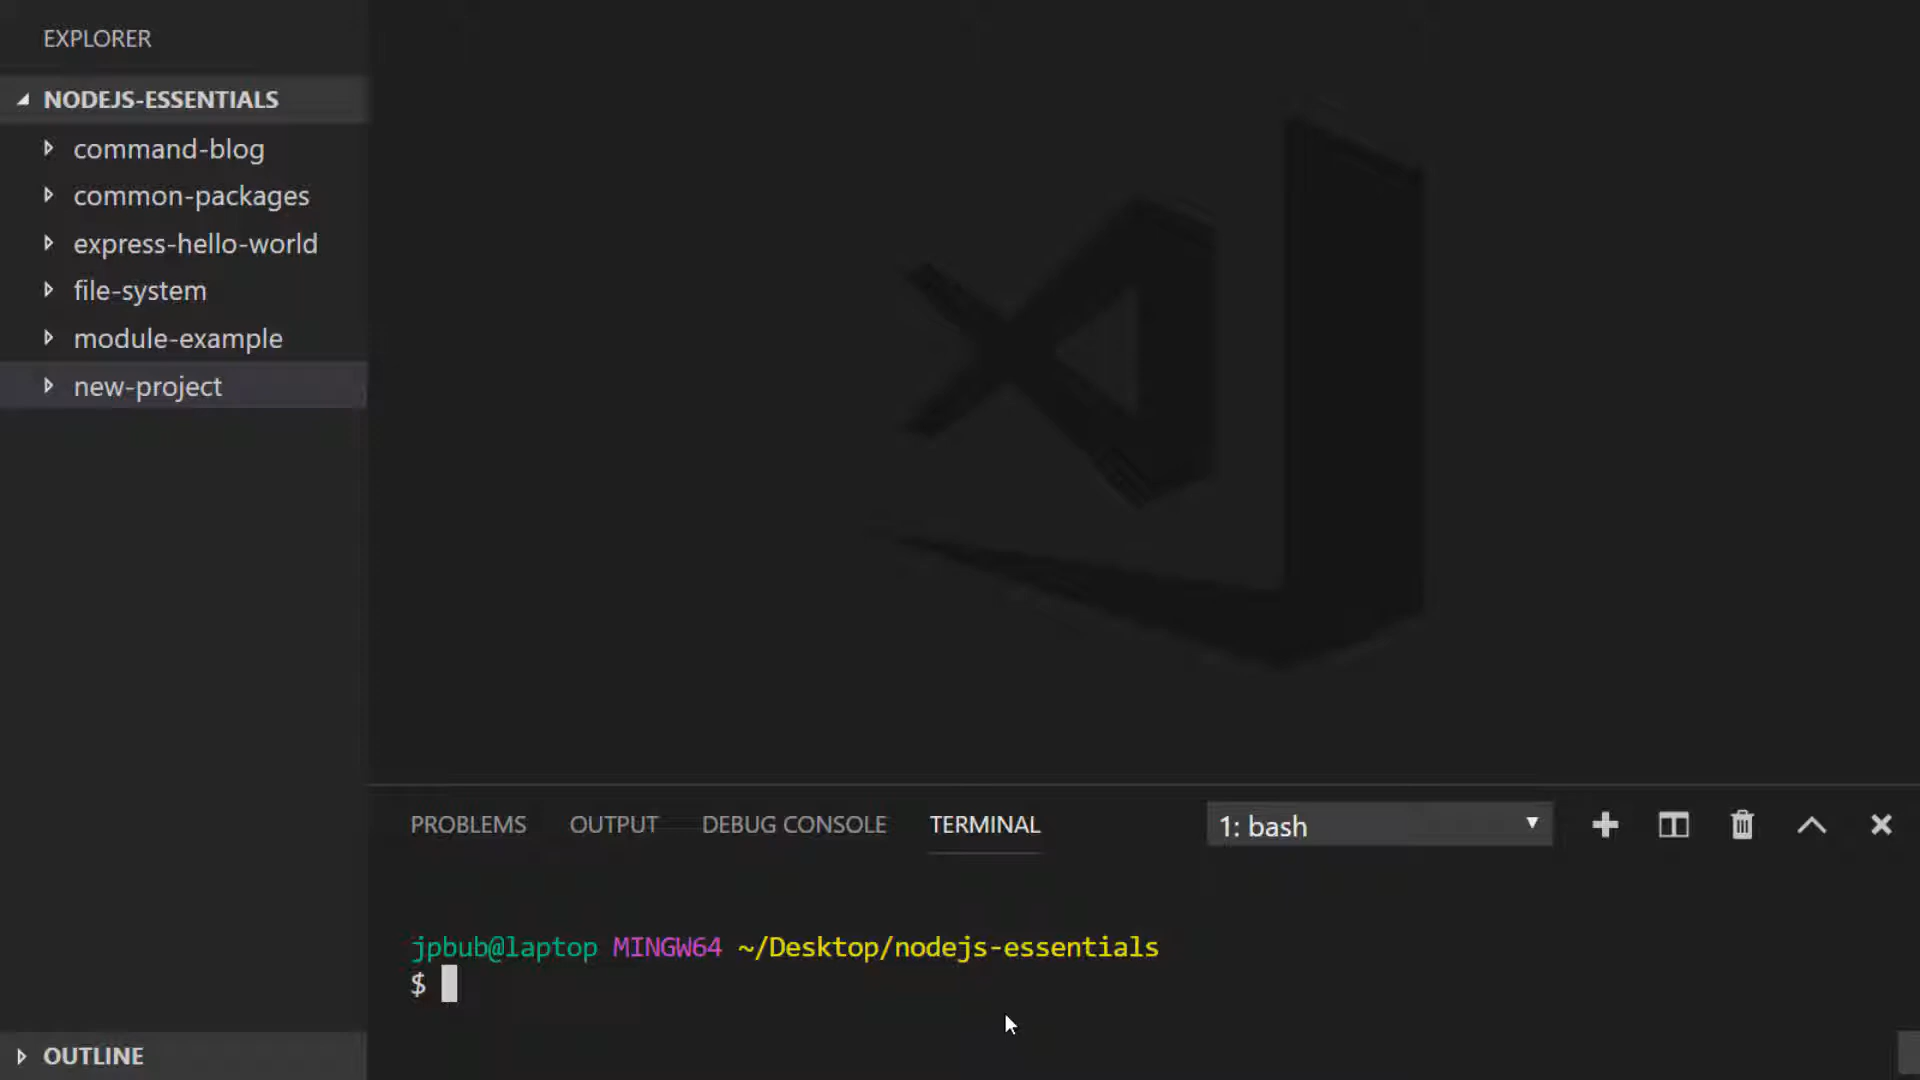 EXPLORER
NODEJS-ESSENTIALS
command-blog
common-packages
express-hello-world
file-system
module-example
new-project
PROBLEMS OUTPUT DEBUG CONSOLE TERMINAL 1: bash
jpbub@laptop MINGW64 ~/Desktop/nodejs-essentials
$
OUTLINE